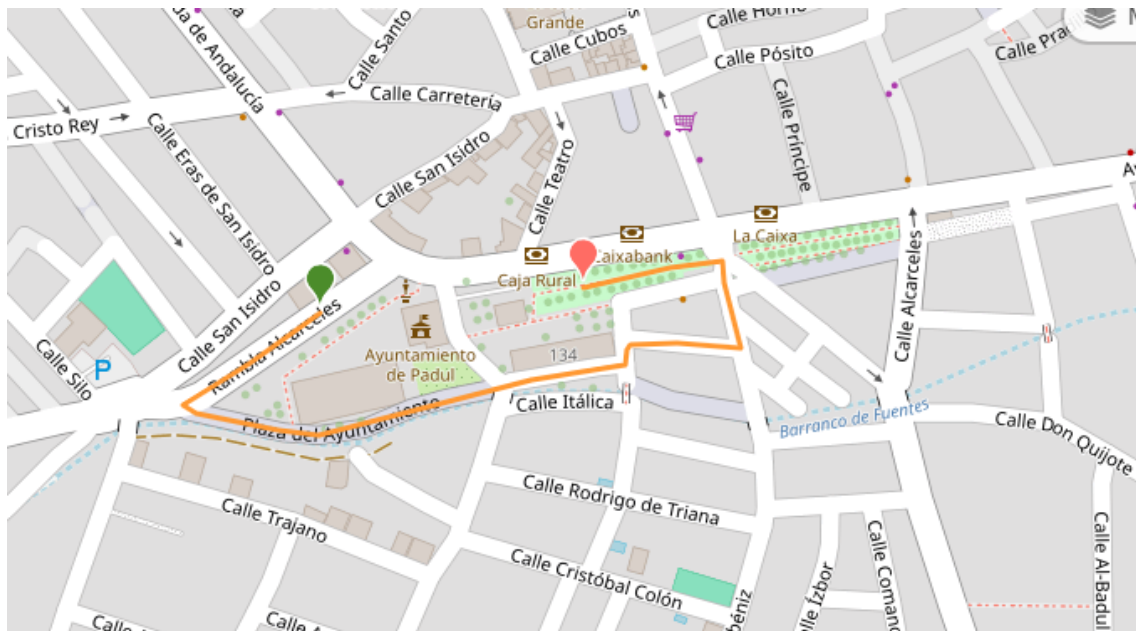 Grande
Calle Horno
Calle Cubos
Calle Santo
Calle Pósito
de Andalucía
Calle Carretería
Cristo Rey
Calle Eras de San Isidro
Calle San Isidro
Calle Teatro
Calle Príncipe
La Caixa
Caixabank
Caja Rural
Calle San Isidro
Rambla Alcarceles
Calle Alcarceles
Ayuntamiento
de Padul
134
P
Calle Silo
Calle Itálica
Plaza del Ayuntamiento
Barranco de Fuentes
Calle Don Quijote
Calle Rodrigo de Triana
Calle Trajano
Calle Cristóbal Colón
Calle Ízbor
Calle Al-Badul